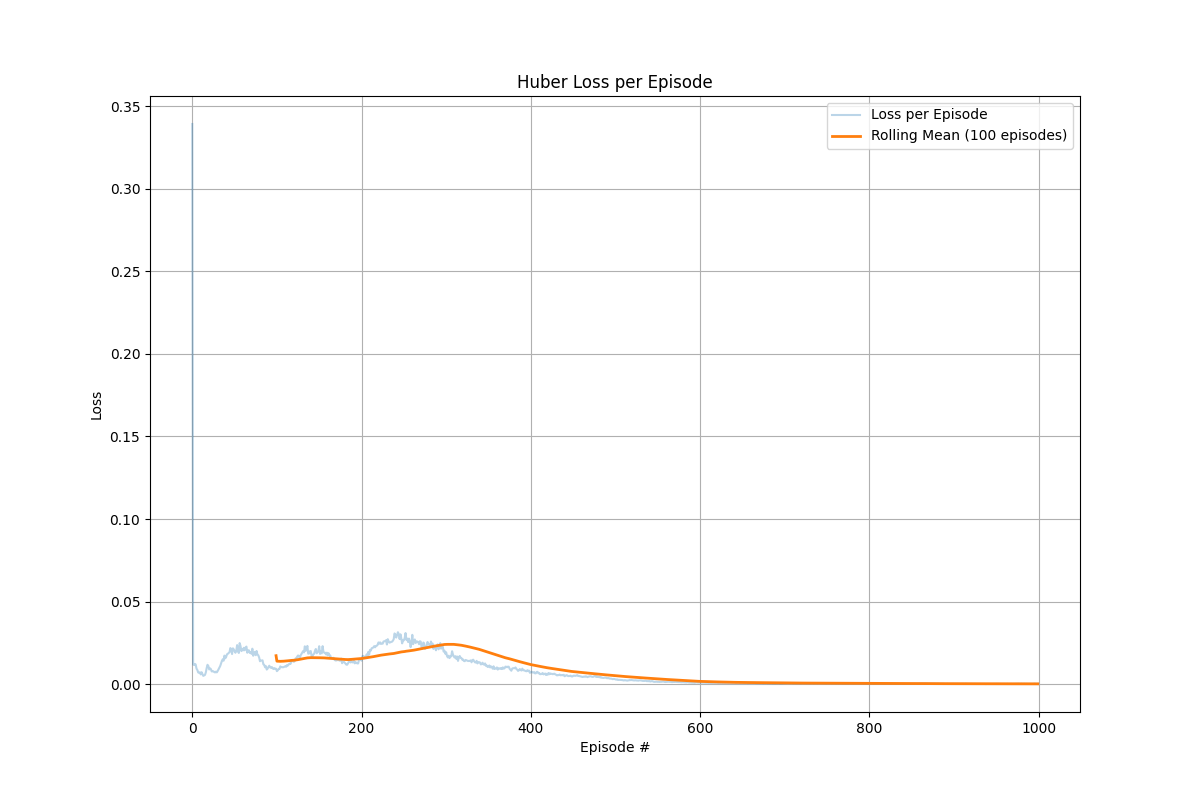 Huber Loss per Episode
Loss per Episode
Rolling Mean (100 episodes)
0.35
0.30
0.25
0.20
0.15
0.10
0.05
0.00
Loss
0 200 400 600 800 1000
Episode #